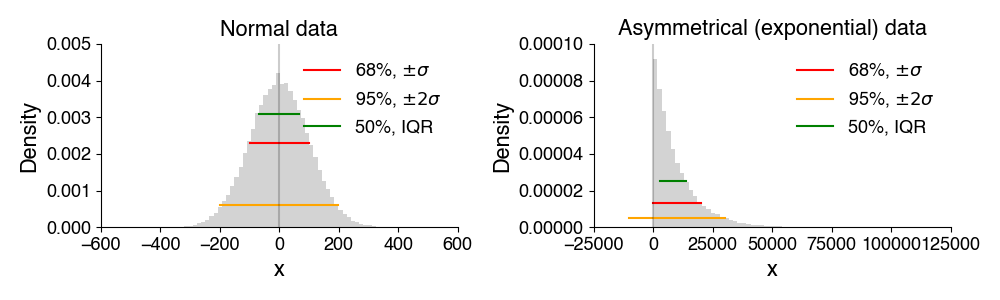 Normal data
Density
0.005
0.004
0.003
0.002
0.001
0.000
68%, ±σ
95%, ±2σ
50%, IQR
−600
−400
−200
0
200
400
600
x
Asymmetrical (exponential) data
Density
0.00010
0.00008
0.00006
0.00004
0.00002
0.00000
68%, ±σ
95%, ±2σ
50%, IQR
−25000
0
25000
50000
75000
100000
125000
x